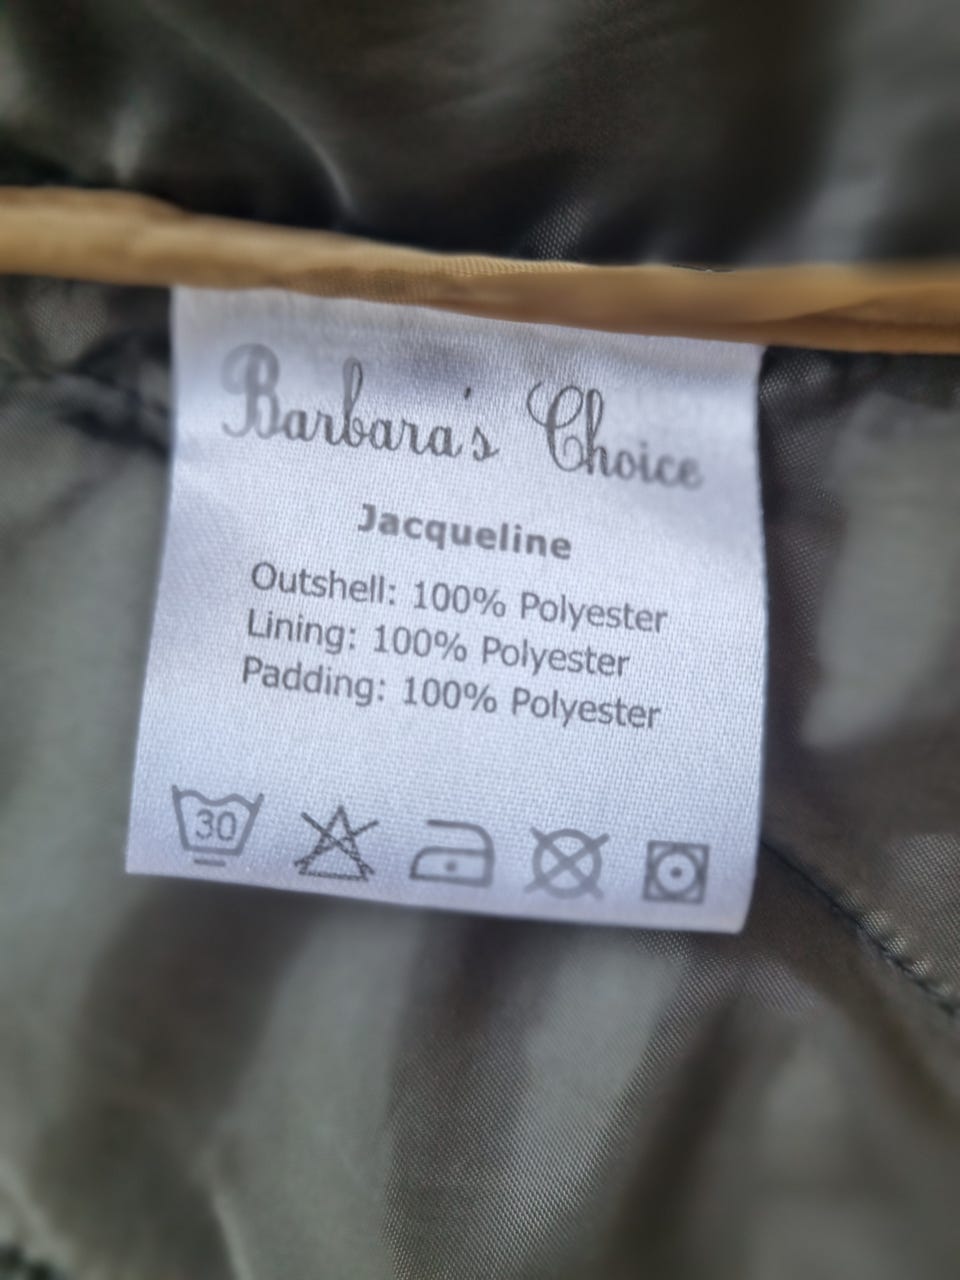 Barbara's Choice
Jacqueline
Outshell: 100% Polyester
Lining: 100% Polyester
Padding: 100% Polyester
30